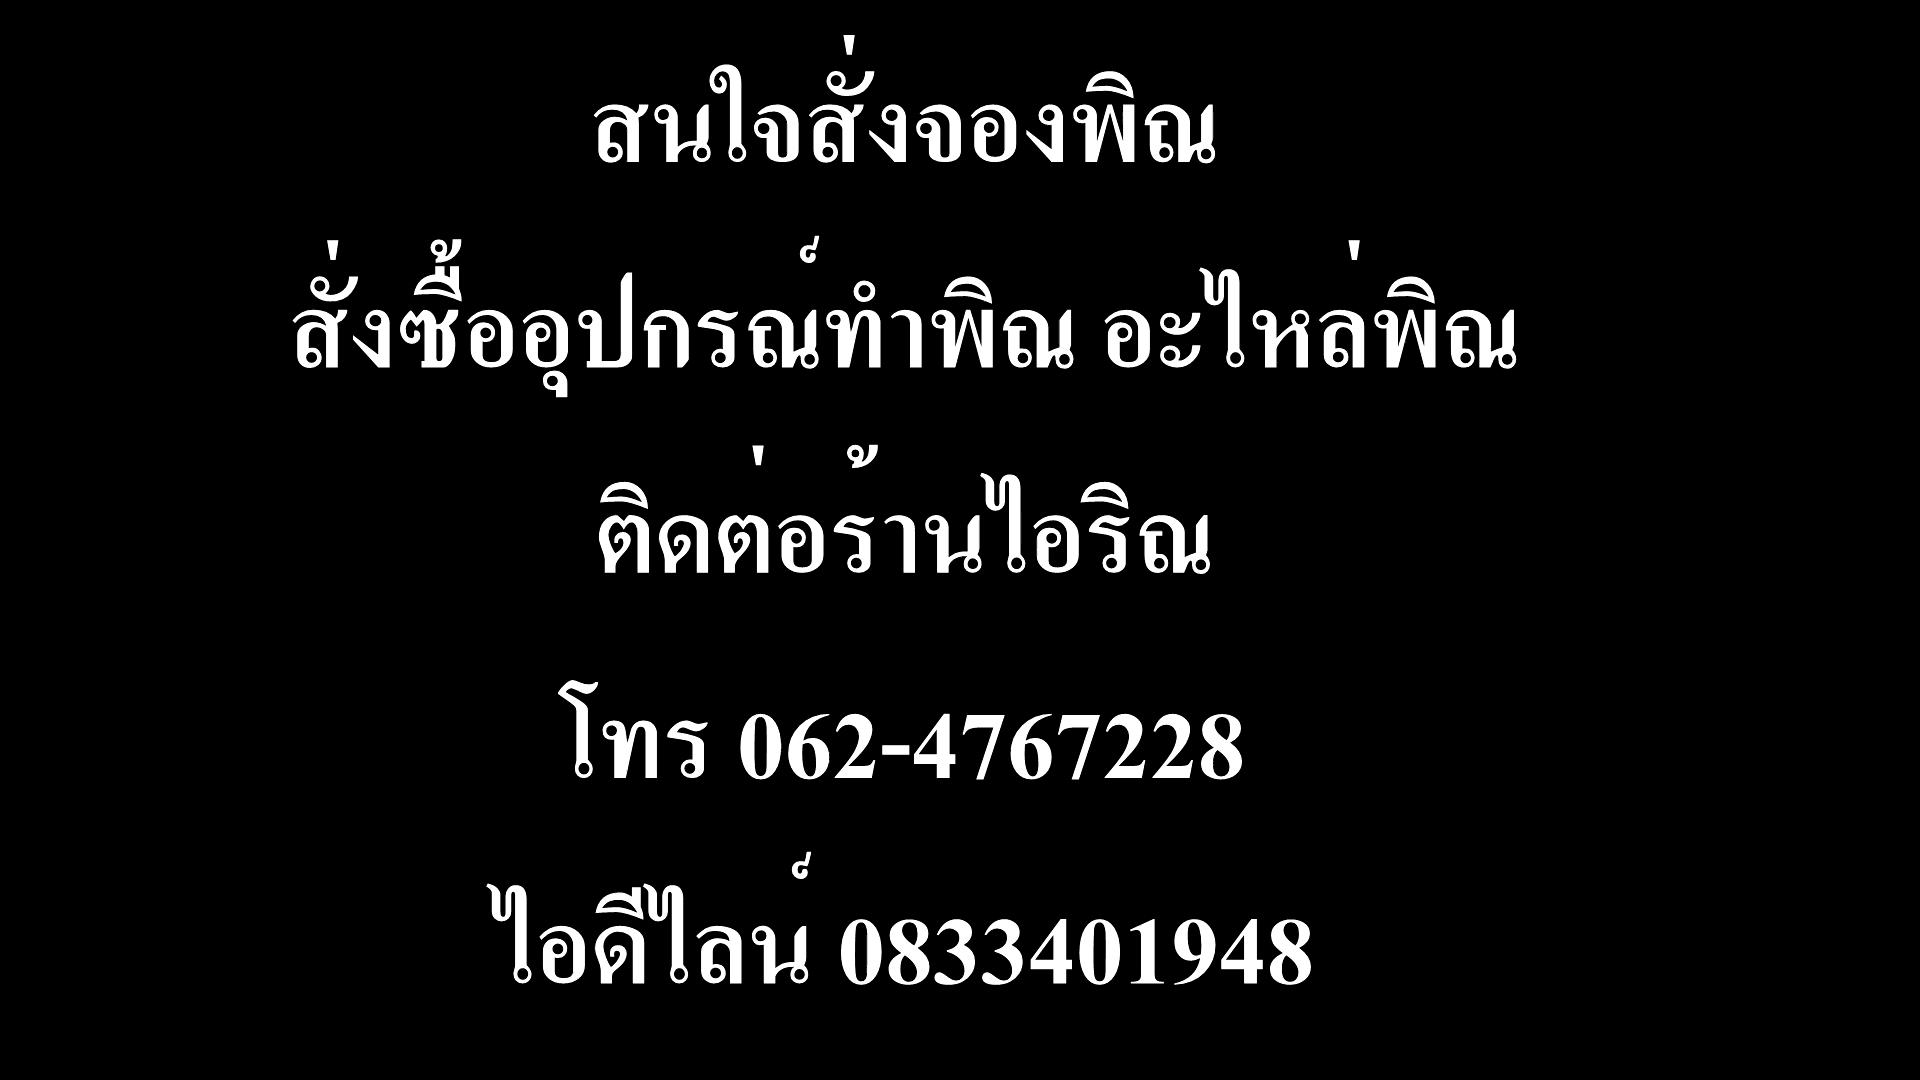 สนใจสั่งจองพิณ
สั่งซื้ออุปกรณ์ทำพิณ อะไหล่พิณ
ติดต่อร้านไอริณ
โทร 062-4767228
ไอดีไลน์ 0833401948